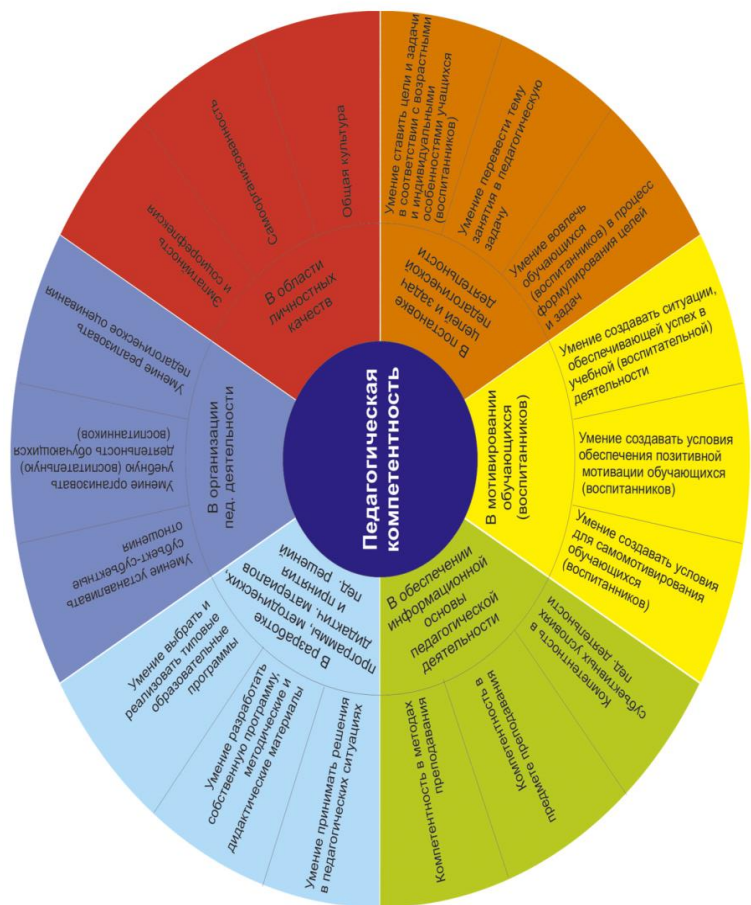 Педагогическая
компетентность
В области
личностных
качеств
Эмпатийность
и социорефлексия
Самоорганизованность
Общая культура
В постановке
целей и задач
педагогической
деятельности
Умение ставить цели и задачи
в соответствии с возрастными
и индивидуальными
особенностями учащихся
(воспитанников)
Умение перевести тему
занятия в педагогическую
задачу
Умение вовлечь
обучающихся
(воспитанников) в процесс
формулирования целей
и задач
В мотивировании
обучающихся
(воспитанников)
Умение создавать ситуации,
обеспечивающей успех в
учебной (воспитательной)
деятельности
Умение создавать условия
обеспечения позитивной
мотивации обучающихся
(воспитанников)
Умение создавать условия
для самомотивирования
обучающихся
(воспитанников)
В обеспечении
информационной
основы
педагогической
деятельности
Компетентность в
субъективных условиях
пед. деятельности
Компетентность в
предмете преподавания
Компетентность в методах
преподавания
В разработке
программы, методических,
дидактич. материалов
и принятия
пед. решений
Умение принимать решения
в педагогических ситуациях
Умение разработать
собственную программу,
методические и
дидактические материалы
Умение выбрать и
реализовать типовые
образовательные
программы
В организации
пед. деятельности
Умение устанавливать
субъект-субъектные
отношения
Умение организовать
учебную (воспитательную)
деятельность обучающихся
(воспитанников)
Умение реализовать
педагогическое оценивание